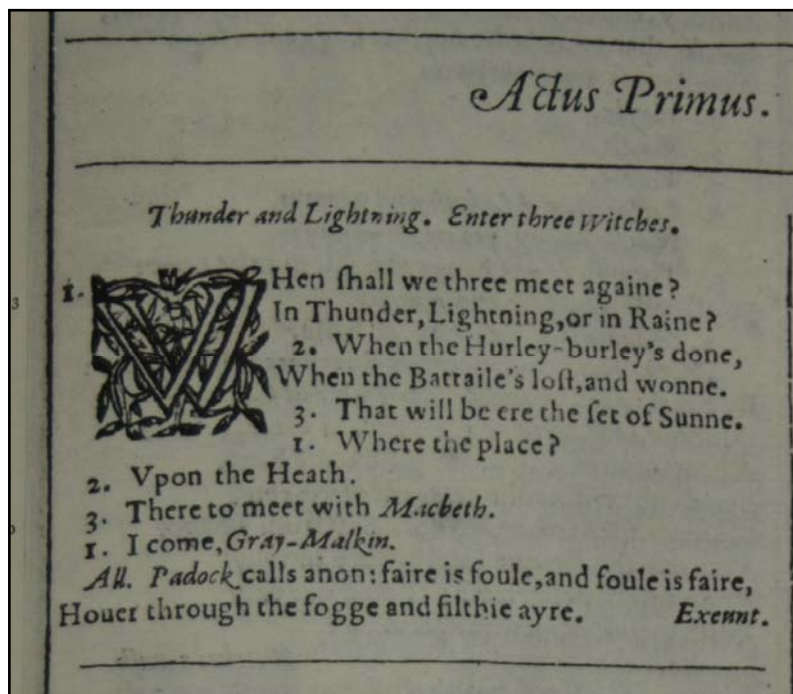 Actus Primus.
Thunder and Lightning. Enter three Witches.
1. WHen ſhall we three meet againe?
In Thunder, Lightning, or in Raine?
2. When the Hurley-burley's done,
When the Battaile's loſt, and wonne.
3. That will be ere the ſet of Sunne.
1. Where the place?
2. Vpon the Heath.
3. There to meet with Macbeth.
1. I come, Gray-Malkin.
All. Padock calls anon: faire is foule, and foule is faire,
Houer through the fogge and filthie ayre. Exeunt.